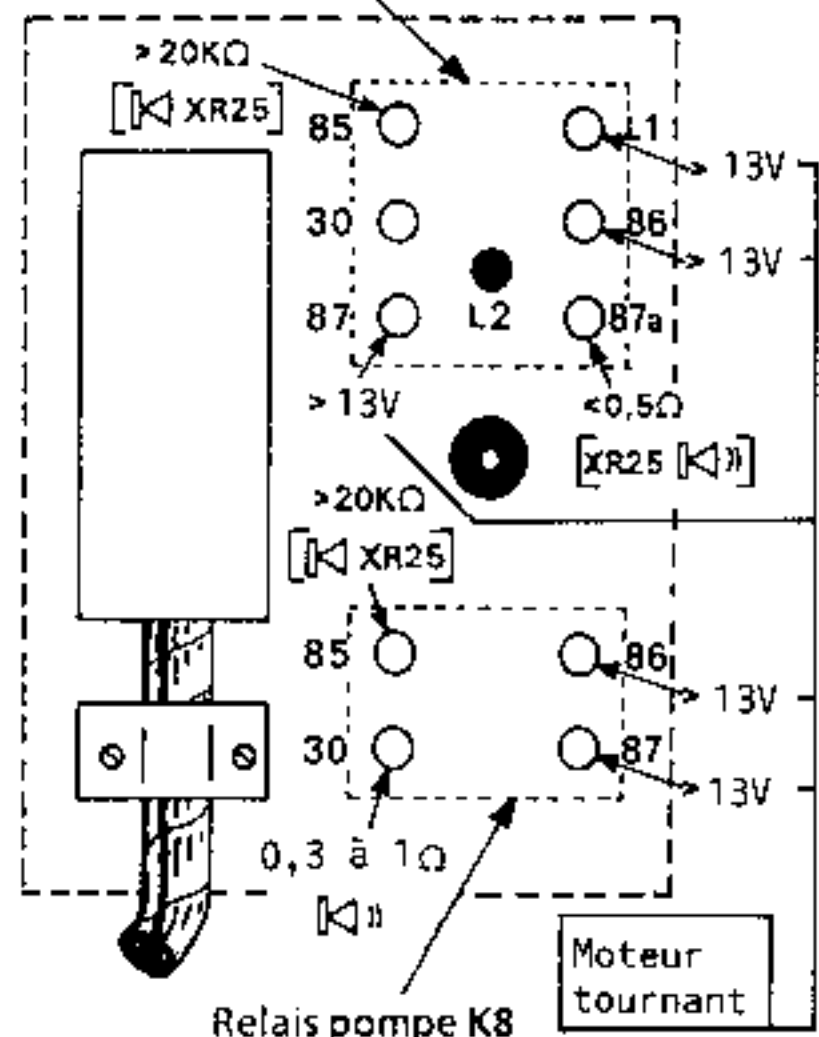 > 20KΩ
[XR25]
85
L1
> 13V
30
86
> 13V
87
L2
87a
> 13V
<0,5Ω
[XR25]
>20KΩ
[XR25]
85
86
> 13V
30
87
> 13V
0,3 à 1Ω
Moteur
tournant
Relais pompe K8